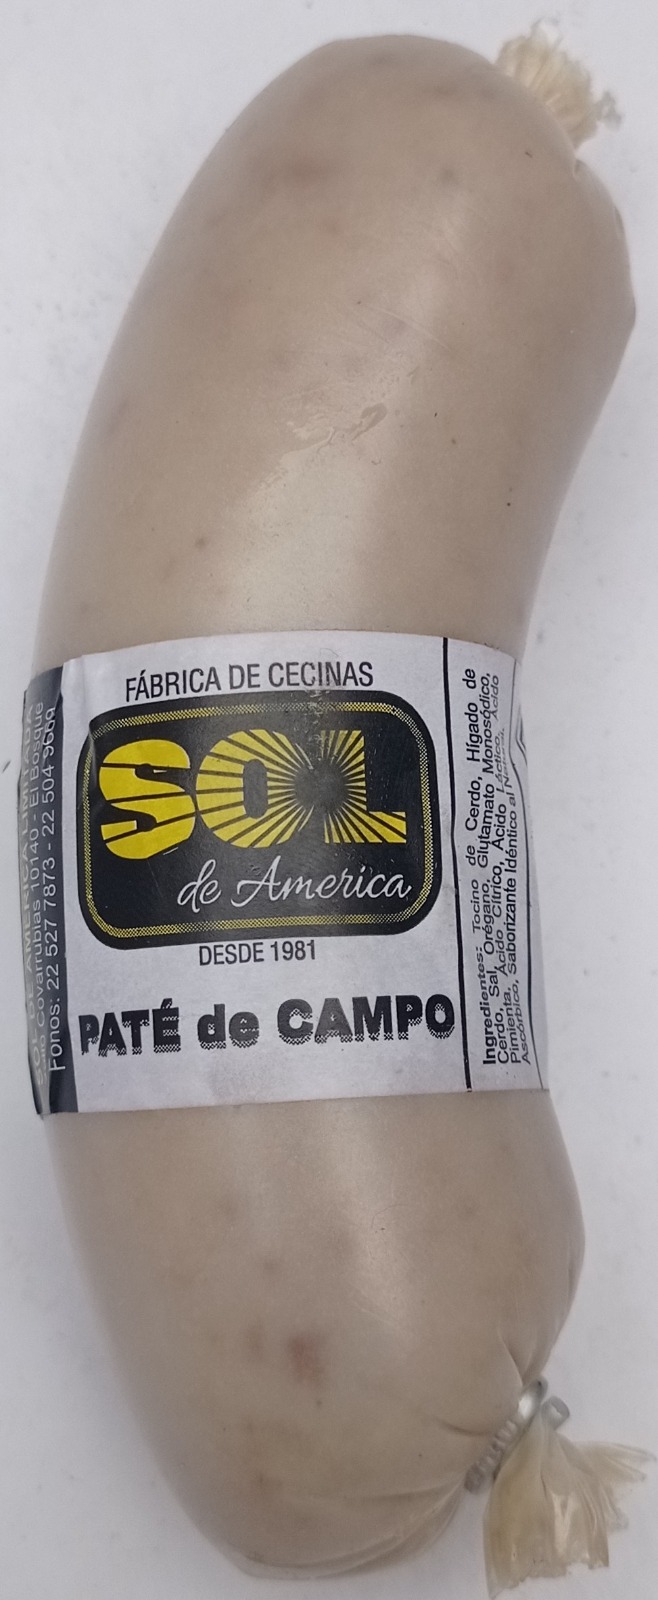 FÁBRICA DE CECINAS
SOL
de America
DESDE 1981
PATÉ de CAMPO
AMERICA LIMITADA
Covarrubias 10140 - El Bosque
Fonos: 22 527 7873 - 22 504
Ingredientes: Tocino de Cerdo, Hígado de
Cerdo, Sal, Orégano, Glutamato Monosódico,
Pimienta, Ácido Cítrico, Ácido Láctico, Ácido
Ascórbico, Saborizante Idéntico al